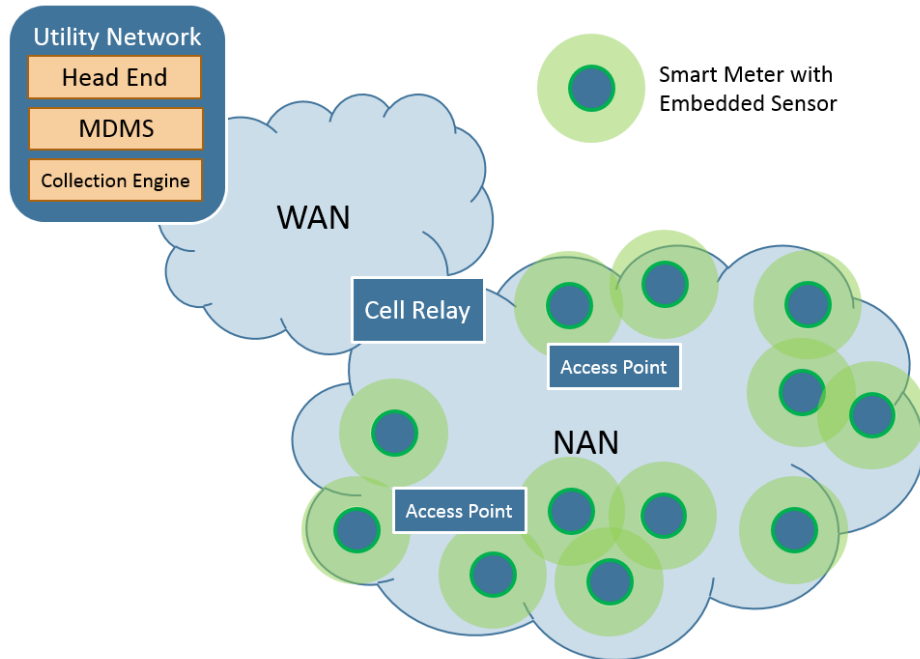 Utility Network
Head End
MDMS
Collection Engine
Smart Meter with
Embedded Sensor
WAN
Cell Relay
Access Point
NAN
Access Point